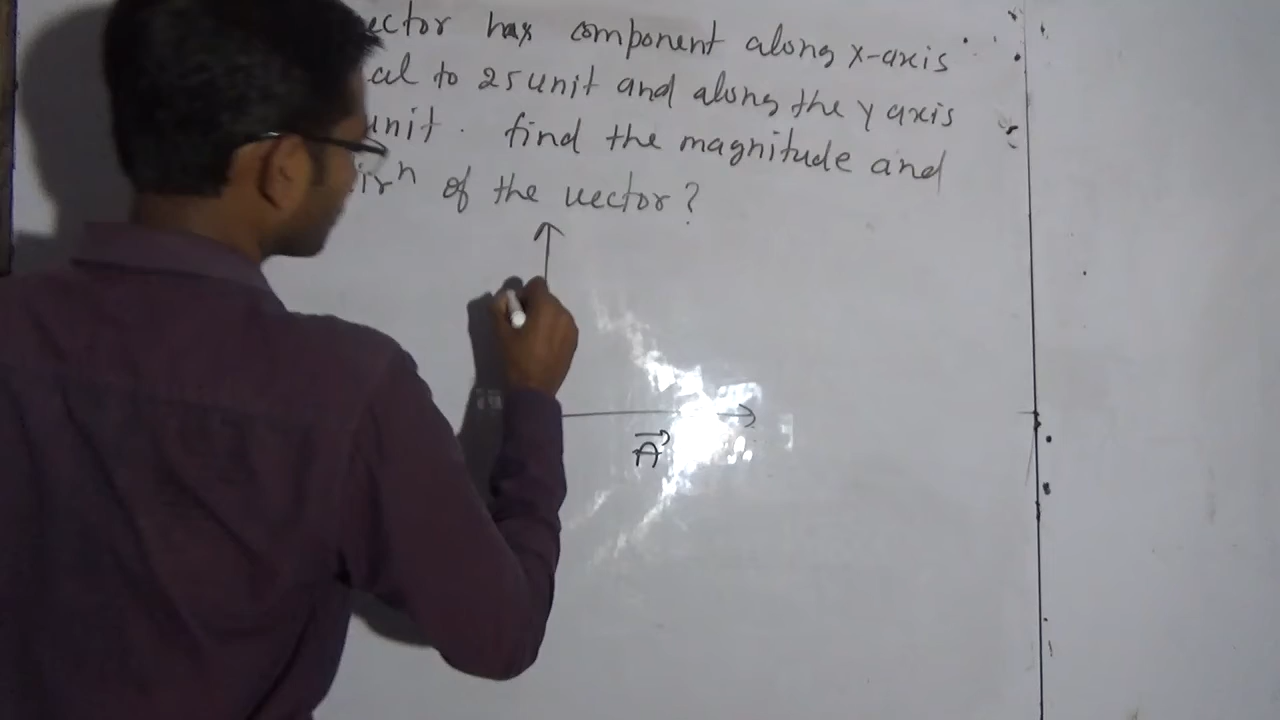 ector has component along x-axis
al to 25 unit and along the y axis
unit. find the magnitude and
irn of the vector?
A